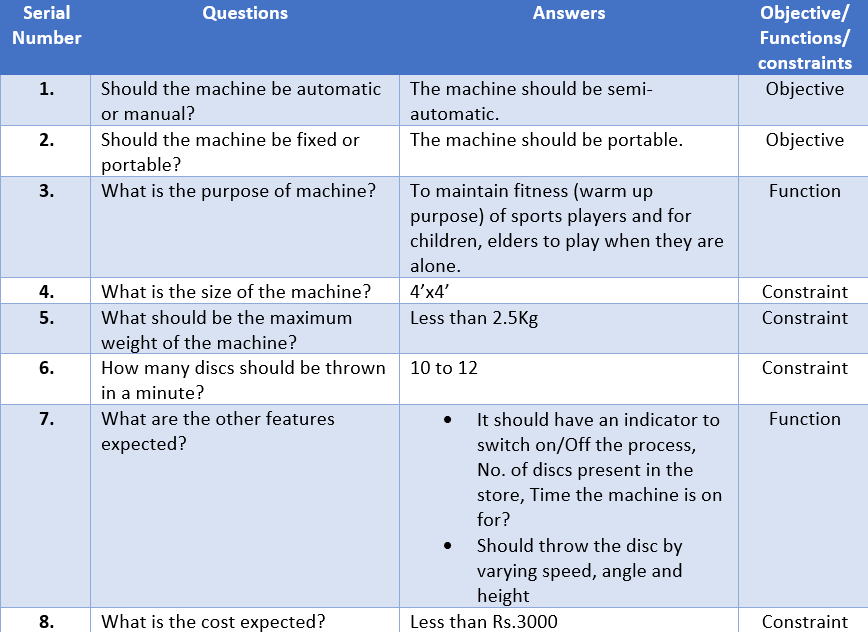 Serial Number Questions Answers Objective/ Functions/ constraints
1. Should the machine be automatic or manual? The machine should be semi-automatic. Objective
2. Should the machine be fixed or portable? The machine should be portable. Objective
3. What is the purpose of machine? To maintain fitness (warm up purpose) of sports players and for children, elders to play when they are alone. Function
4. What is the size of the machine? 4’x4’ Constraint
5. What should be the maximum weight of the machine? Less than 2.5Kg Constraint
6. How many discs should be thrown in a minute? 10 to 12 Constraint
7. What are the other features expected? • It should have an indicator to switch on/Off the process, No. of discs present in the store, Time the machine is on for? • Should throw the disc by varying speed, angle and height Function
8. What is the cost expected? Less than Rs.3000 Constraint